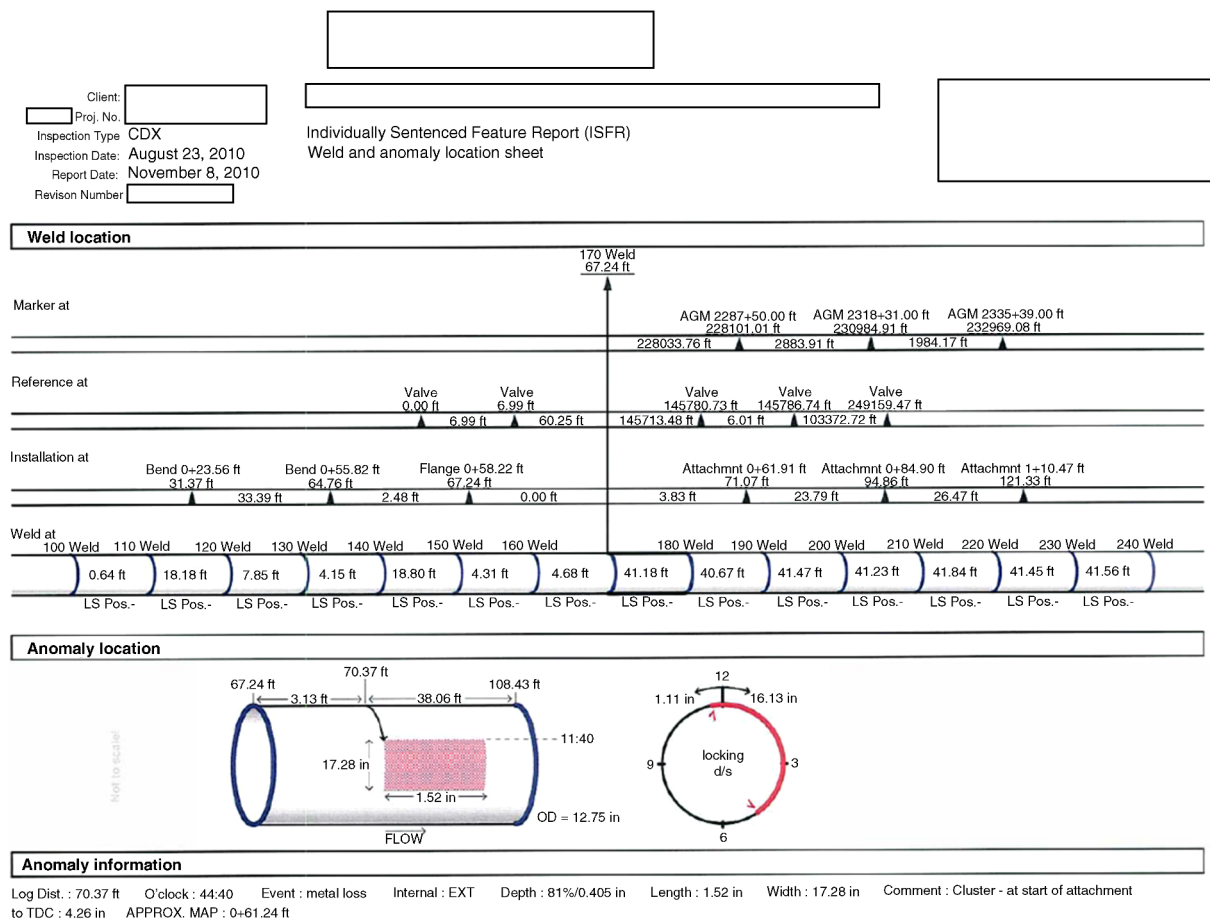 Client:
Proj. No.
Inspection Type CDX
Inspection Date: August 23, 2010
Report Date: November 8, 2010
Revison Number
Individually Sentenced Feature Report (ISFR)
Weld and anomaly location sheet
Weld location
170 Weld
67.24 ft
Marker at
AGM 2287+50.00 ft AGM 2318+31.00 ft AGM 2335+39.00 ft
228101.01 ft 230984.91 ft 232969.08 ft
228033.76 ft 2883.91 ft 1984.17 ft
Reference at
Valve Valve Valve Valve Valve
0.00 ft 6.99 ft 145780.73 ft 145786.74 ft 249159.47 ft
6.99 ft 60.25 ft 145713.48 ft 6.01 ft 103372.72 ft
Installation at
Bend 0+23.56 ft Bend 0+55.82 ft Flange 0+58.22 ft Attachmnt 0+61.91 ft Attachmnt 0+84.90 ft Attachmnt 1+10.47 ft
31.37 ft 64.76 ft 67.24 ft 71.07 ft 94.86 ft 121.33 ft
33.39 ft 2.48 ft 0.00 ft 3.83 ft 23.79 ft 26.47 ft
Weld at
100 Weld 110 Weld 120 Weld 130 Weld 140 Weld 150 Weld 160 Weld 180 Weld 190 Weld 200 Weld 210 Weld 220 Weld 230 Weld 240 Weld
0.64 ft 18.18 ft 7.85 ft 4.15 ft 18.80 ft 4.31 ft 4.68 ft 41.18 ft 40.67 ft 41.47 ft 41.23 ft 41.84 ft 41.45 ft 41.56 ft
LS Pos.- LS Pos.- LS Pos.- LS Pos.- LS Pos.- LS Pos.- LS Pos.- LS Pos.- LS Pos.- LS Pos.- LS Pos.- LS Pos.- LS Pos.- LS Pos.-
Anomaly location
67.24 ft 70.37 ft 108.43 ft
3.13 ft 38.06 ft
11:40
17.28 in
1.52 in
OD = 12.75 in
FLOW
Not to scale!
12
1.11 in 16.13 in
9 locking 3
d/s
6
Anomaly information
Log Dist. : 70.37 ft O'clock : 44:40 Event : metal loss Internal : EXT Depth : 81%/0.405 in Length : 1.52 in Width : 17.28 in Comment : Cluster - at start of attachment
to TDC : 4.26 in APPROX. MAP : 0+61.24 ft